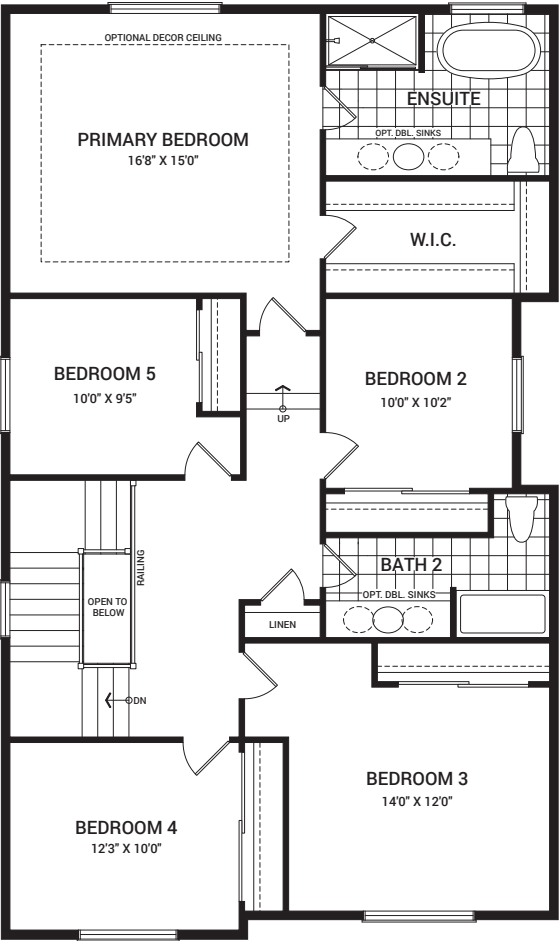 OPTIONAL DECOR CEILING
PRIMARY BEDROOM
16'8" X 15'0"
ENSUITE
OPT. DBL. SINKS
W.I.C.
BEDROOM 5
10'0" X 9'5"
BEDROOM 2
10'0" X 10'2"
UP
RAILING
OPEN TO
BELOW
BATH 2
OPT. DBL. SINKS
LINEN
DN
BEDROOM 3
14'0" X 12'0"
BEDROOM 4
12'3" X 10'0"